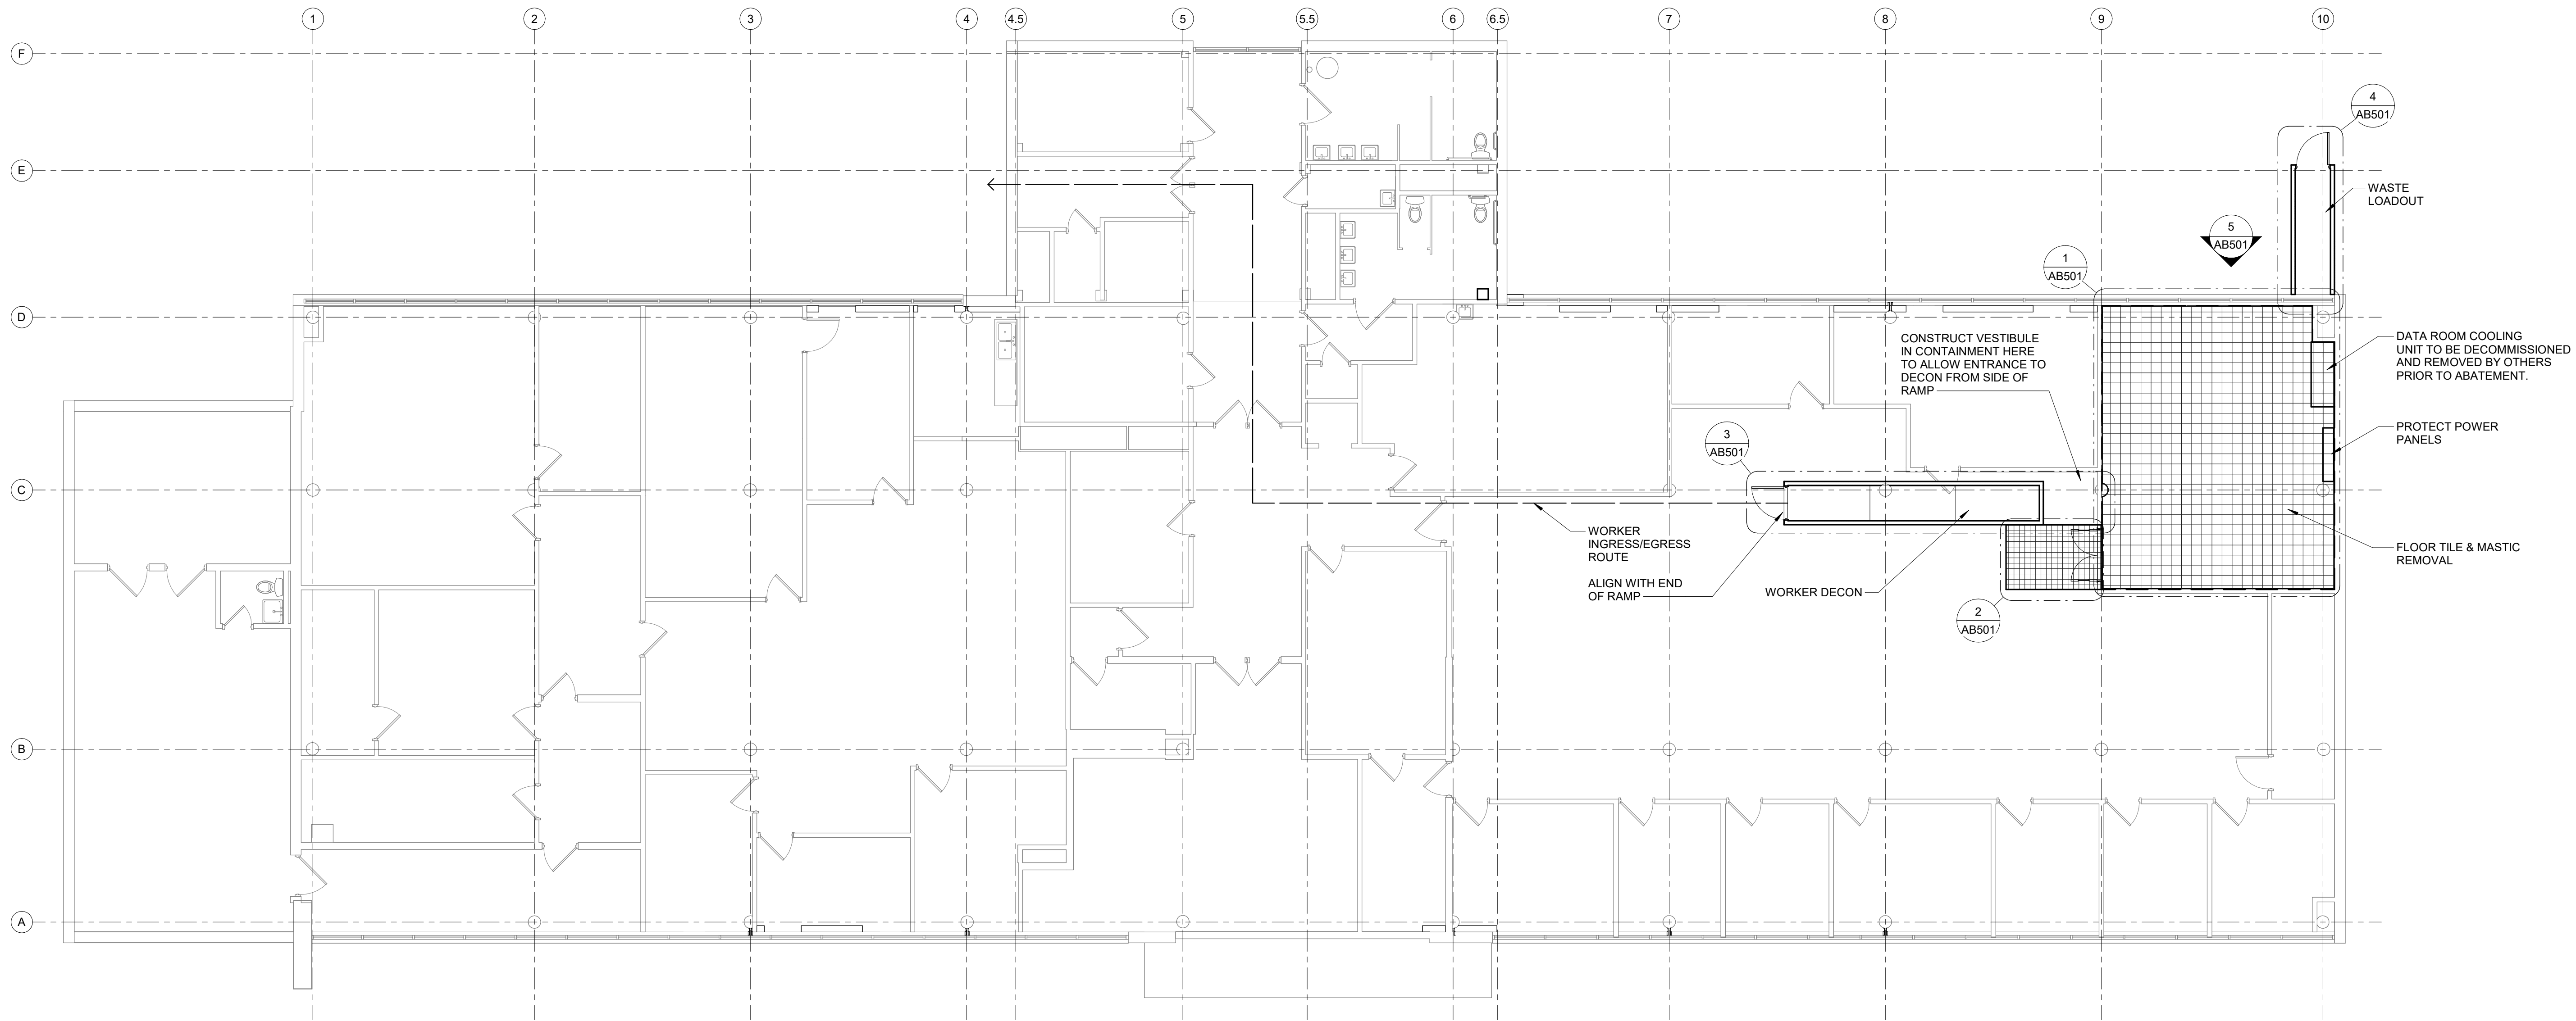 1
2
3
4
4.5
5
5.5
6
6.5
7
8
9
10
F
E
D
C
B
A
4
AB501
WASTE
LOADOUT
5
AB501
1
AB501
CONSTRUCT VESTIBULE
IN CONTAINMENT HERE
TO ALLOW ENTRANCE TO
DECON FROM SIDE OF
RAMP
DATA ROOM COOLING
UNIT TO BE DECOMMISSIONED
AND REMOVED BY OTHERS
PRIOR TO ABATEMENT.
PROTECT POWER
PANELS
3
AB501
WORKER
INGRESS/EGRESS
ROUTE
ALIGN WITH END
OF RAMP
WORKER DECON
FLOOR TILE & MASTIC
REMOVAL
2
AB501